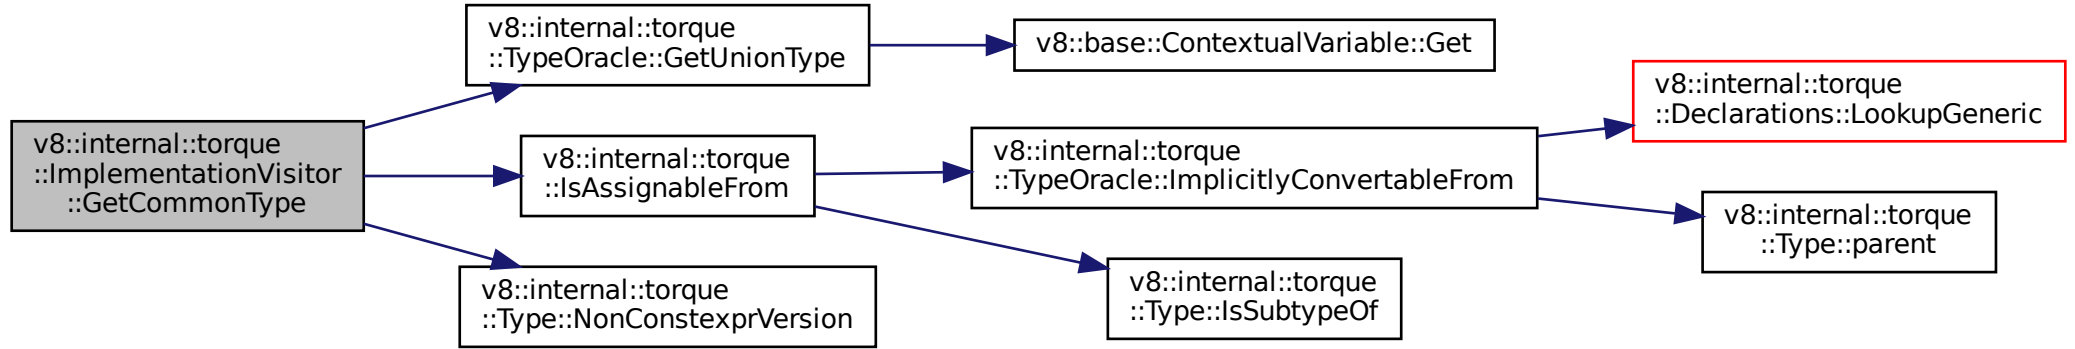 v8::internal::torque
::ImplementationVisitor
::GetCommonType
v8::internal::torque
::TypeOracle::GetUnionType
v8::base::ContextualVariable::Get
v8::internal::torque
::IsAssignableFrom
v8::internal::torque
::TypeOracle::ImplicitlyConvertableFrom
v8::internal::torque
::Declarations::LookupGeneric
v8::internal::torque
::Type::parent
v8::internal::torque
::Type::IsSubtypeOf
v8::internal::torque
::Type::NonConstexprVersion